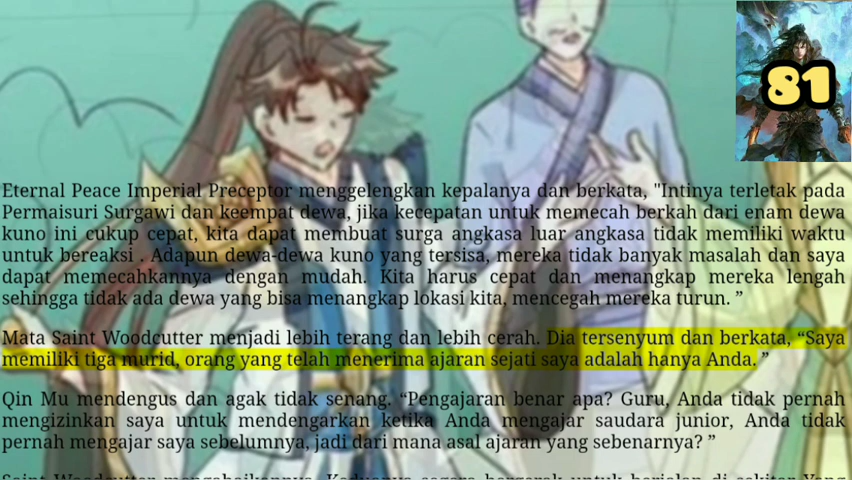 81
Eternal Peace Imperial Preceptor menggelengkan kepalanya dan berkata, "Intinya terletak pada
Permaisuri Surgawi dan keempat dewa, jika kecepatan untuk memecah berkah dari enam dewa
kuno ini cukup cepat, kita dapat membuat surga angkasa luar angkasa tidak memiliki waktu
untuk bereaksi . Adapun dewa-dewa kuno yang tersisa, mereka tidak banyak masalah dan saya
dapat memecahkannya dengan mudah. Kita harus cepat dan menangkap mereka lengah
sehingga tidak ada dewa yang bisa menangkap lokasi kita, mencegah mereka turun. ”
Mata Saint Woodcutter menjadi lebih terang dan lebih cerah. Dia tersenyum dan berkata, “Saya
memiliki tiga murid, orang yang telah menerima ajaran sejati saya adalah hanya Anda. ”
Qin Mu mendengus dan agak tidak senang. “Pengajaran benar apa? Guru, Anda tidak pernah
mengizinkan saya untuk mendengarkan ketika Anda mengajar saudara junior, Anda tidak
pernah mengajar saya sebelumnya, jadi dari mana asal ajaran yang sebenarnya? ”